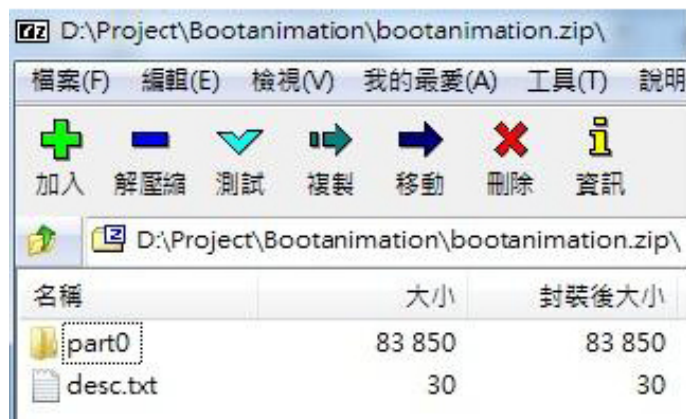 D:\Project\Bootanimation\bootanimation.zip\
檔案(F) 編輯(E) 檢視(V) 我的最愛(A) 工具(T) 說明
加入 解壓縮 測試 複製 移動 刪除 資訊
D:\Project\Bootanimation\bootanimation.zip\
名稱 大小 封裝後大小
part0 83 850 83 850
desc.txt 30 30